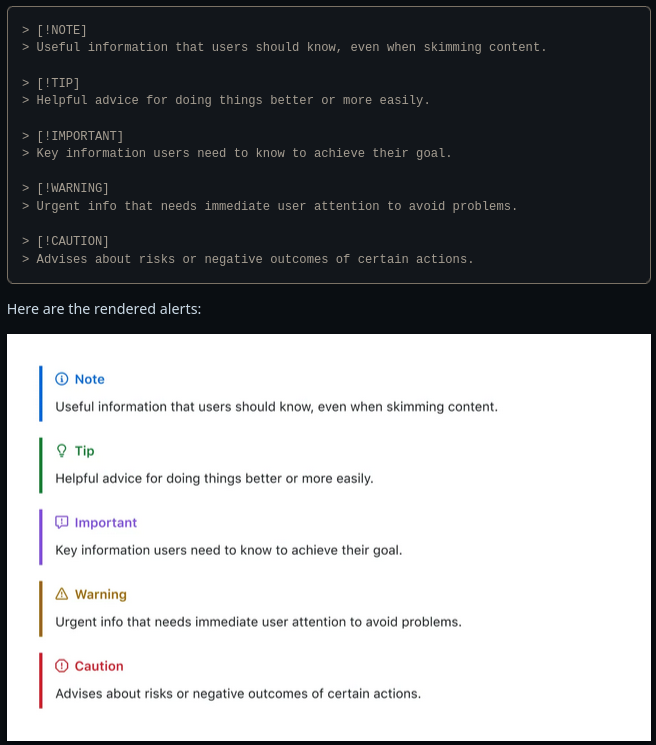 > [!NOTE]
> Useful information that users should know, even when skimming content.
> [!TIP]
> Helpful advice for doing things better or more easily.
> [!IMPORTANT]
> Key information users need to know to achieve their goal.
> [!WARNING]
> Urgent info that needs immediate user attention to avoid problems.
> [!CAUTION]
> Advises about risks or negative outcomes of certain actions.
Here are the rendered alerts:
Note
Useful information that users should know, even when skimming content.
Tip
Helpful advice for doing things better or more easily.
Important
Key information users need to know to achieve their goal.
Warning
Urgent info that needs immediate user attention to avoid problems.
Caution
Advises about risks or negative outcomes of certain actions.